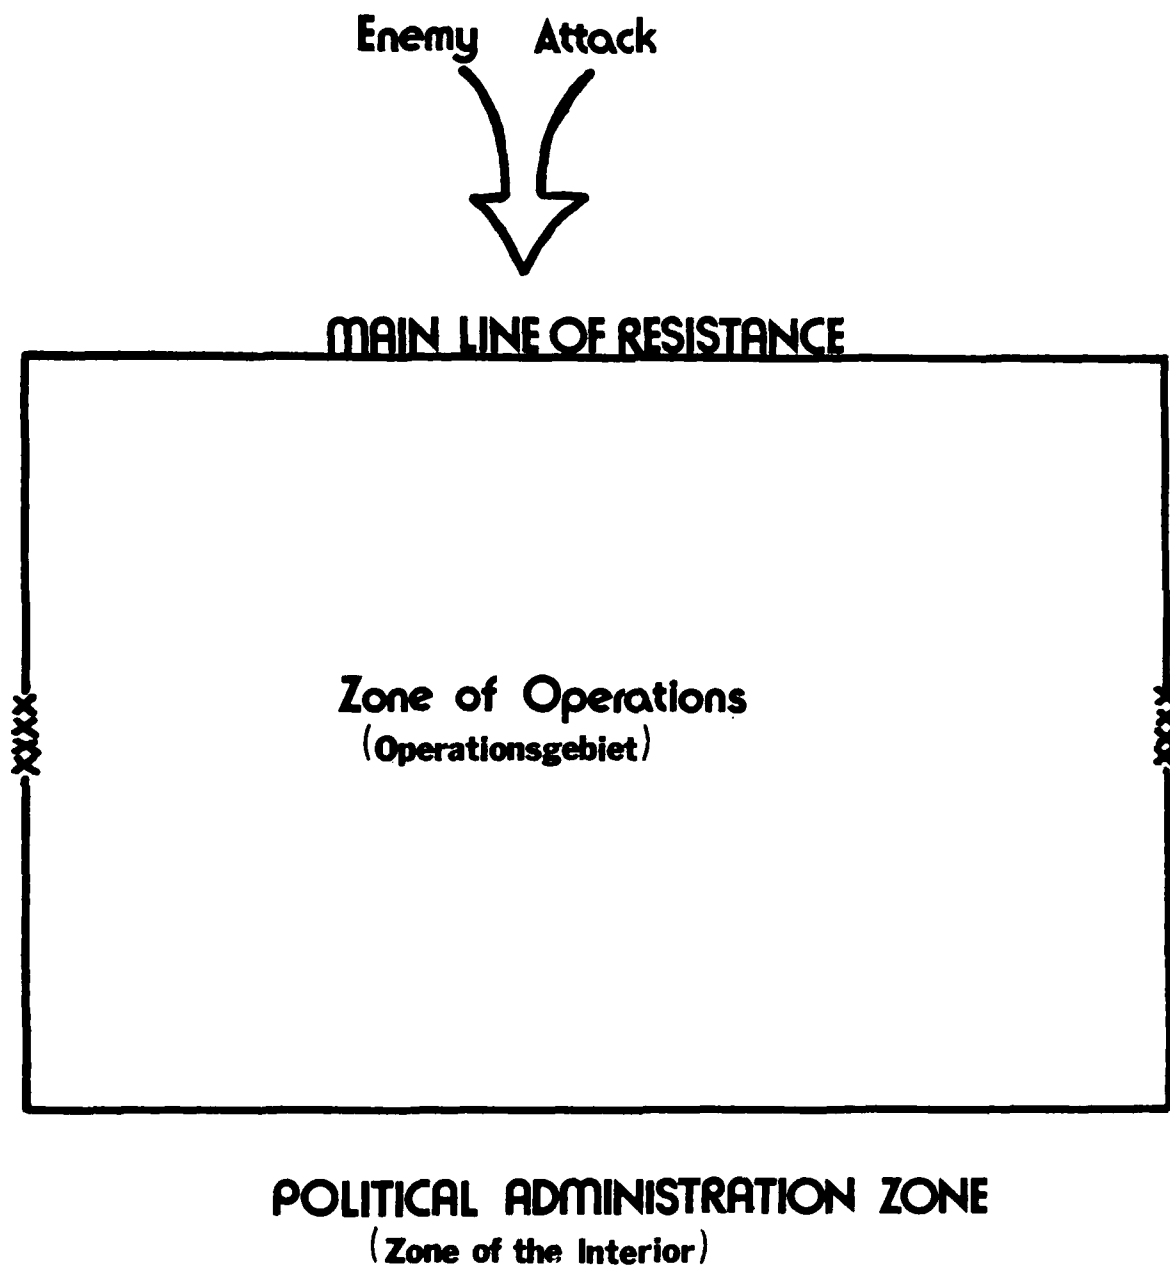 Enemy Attack
MAIN LINE OF RESISTANCE
Zone of Operations
(Operationsgebiet)
XXXX
XXXX
POLITICAL ADMINISTRATION ZONE
(Zone of the Interior)